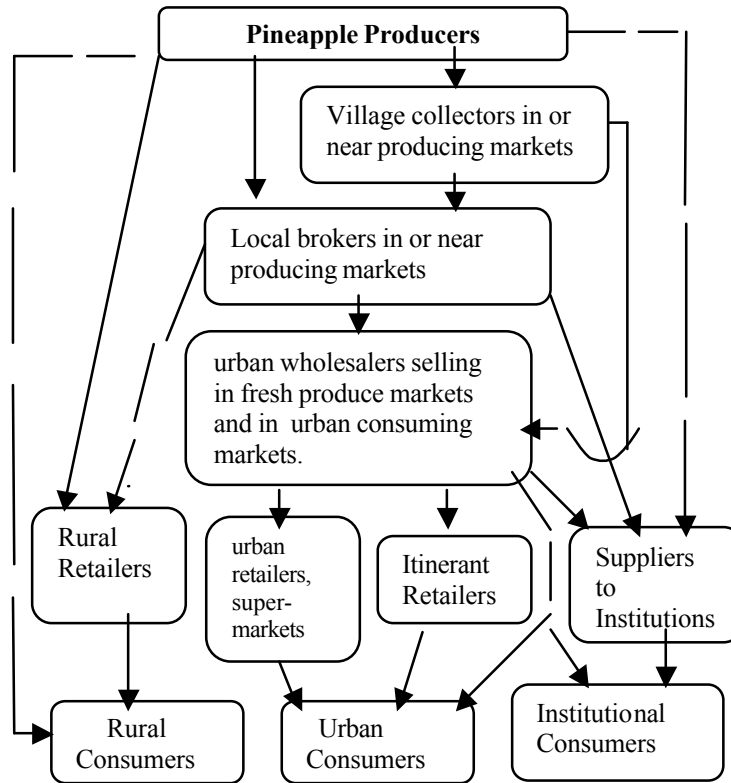 Pineapple Producers
Village collectors in or
near producing markets
Local brokers in or near
producing markets
urban wholesalers selling
in fresh produce markets
and in urban consuming
markets.
Rural
Retailers
urban
retailers,
super-
markets
Itinerant
Retailers
Suppliers
to
Institutions
Rural
Consumers
Urban
Consumers
Institutional
Consumers